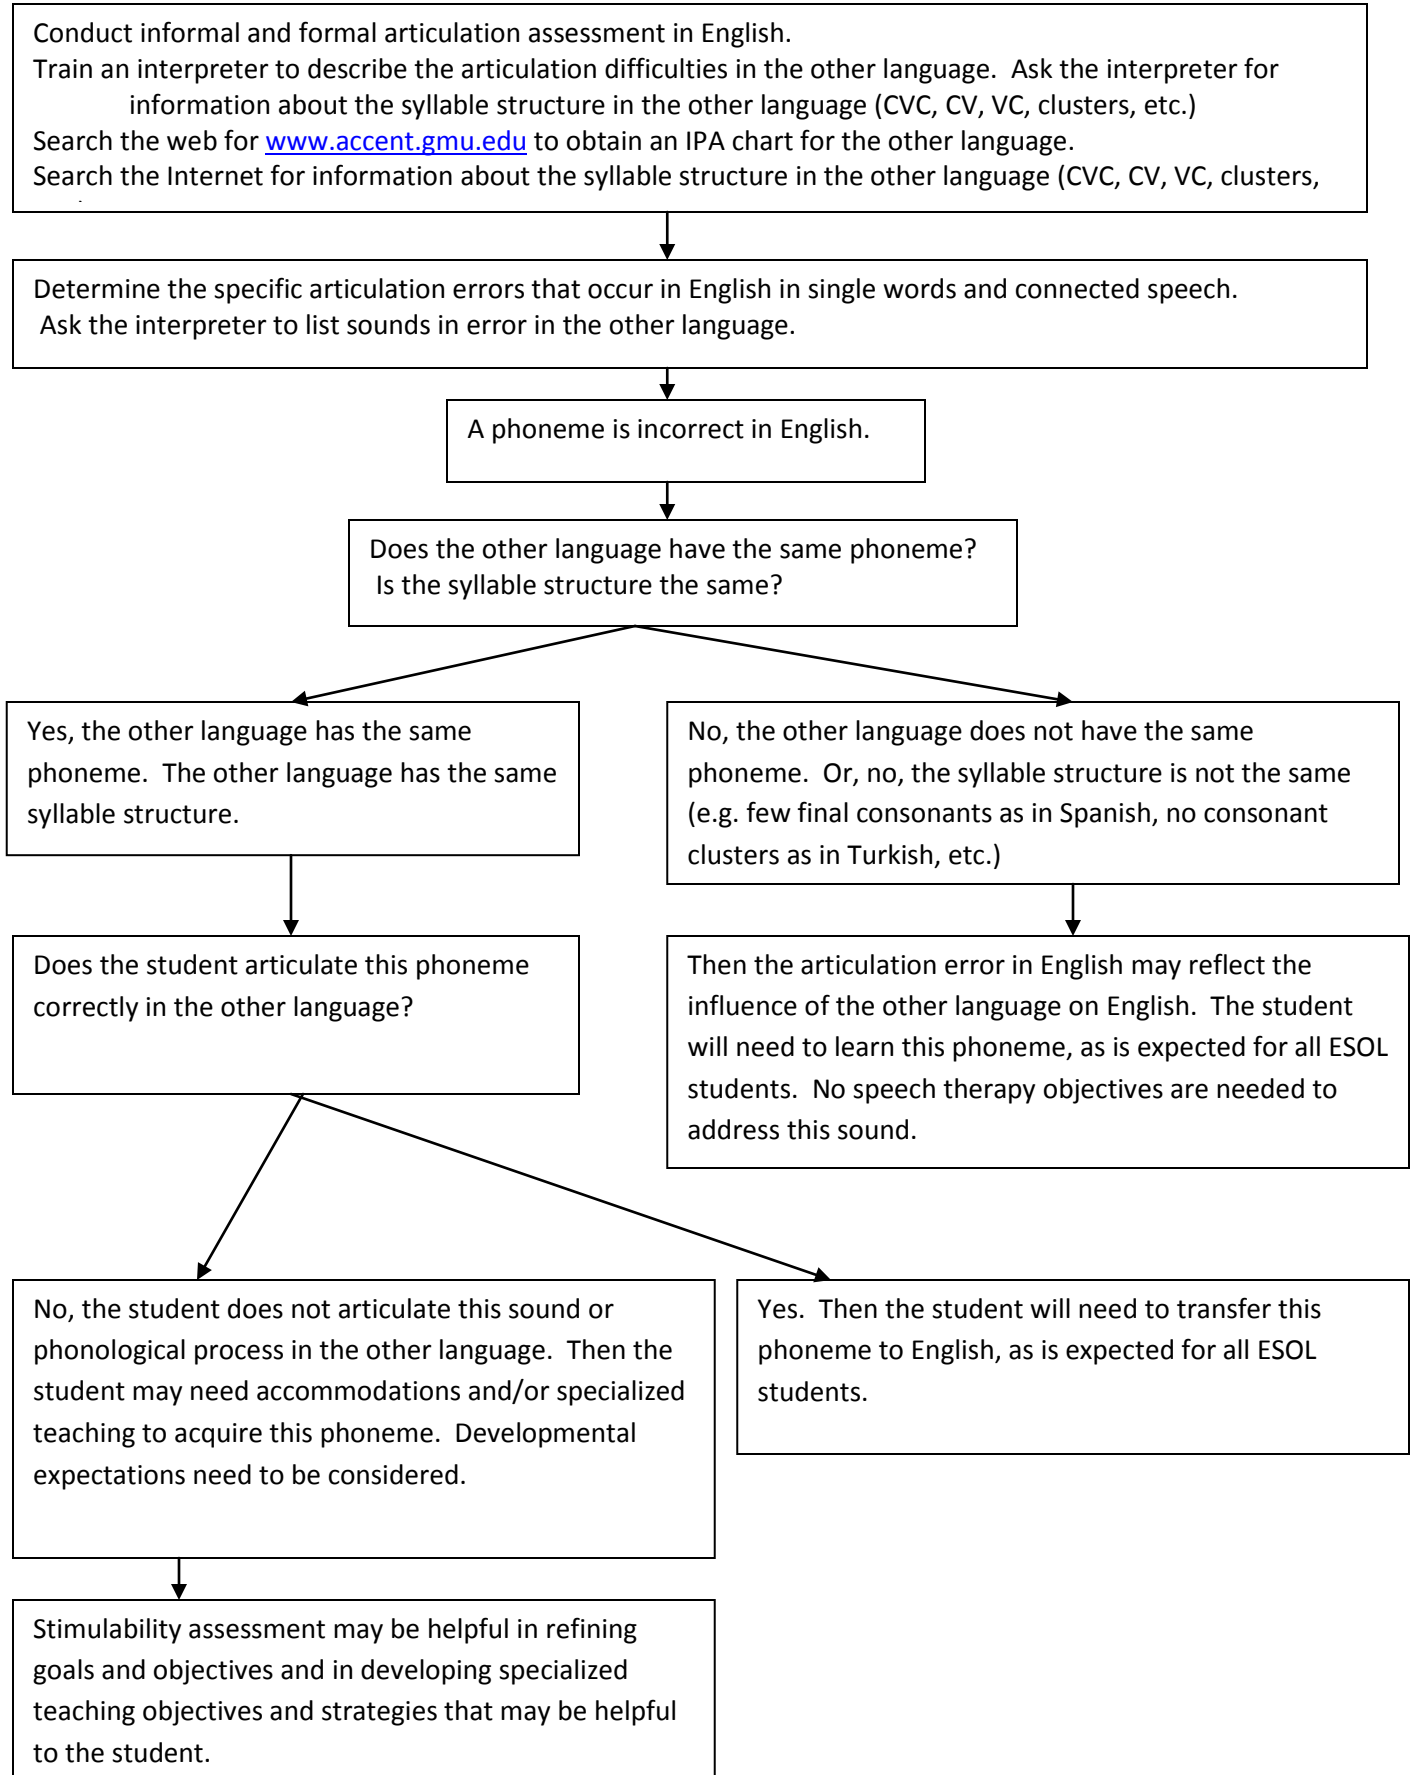 Conduct informal and formal articulation assessment in English.
Train an interpreter to describe the articulation difficulties in the other language.  Ask the interpreter for
information about the syllable structure in the other language (CVC, CV, VC, clusters, etc.)
Search the web for www.accent.gmu.edu to obtain an IPA chart for the other language.
Search the Internet for information about the syllable structure in the other language (CVC, CV, VC, clusters,
Determine the specific articulation errors that occur in English in single words and connected speech.
Ask the interpreter to list sounds in error in the other language.
A phoneme is incorrect in English.
Does the other language have the same phoneme?
Is the syllable structure the same?
Yes, the other language has the same
phoneme.  The other language has the same
syllable structure.
No, the other language does not have the same
phoneme.  Or, no, the syllable structure is not the same
(e.g. few final consonants as in Spanish, no consonant
clusters as in Turkish, etc.)
Does the student articulate this phoneme
correctly in the other language?
Then the articulation error in English may reflect the
influence of the other language on English.  The student
will need to learn this phoneme, as is expected for all ESOL
students.  No speech therapy objectives are needed to
address this sound.
No, the student does not articulate this sound or
phonological process in the other language.  Then the
student may need accommodations and/or specialized
teaching to acquire this phoneme.  Developmental
expectations need to be considered.
Yes.  Then the student will need to transfer this
phoneme to English, as is expected for all ESOL
students.
Stimulability assessment may be helpful in refining
goals and objectives and in developing specialized
teaching objectives and strategies that may be helpful
to the student.